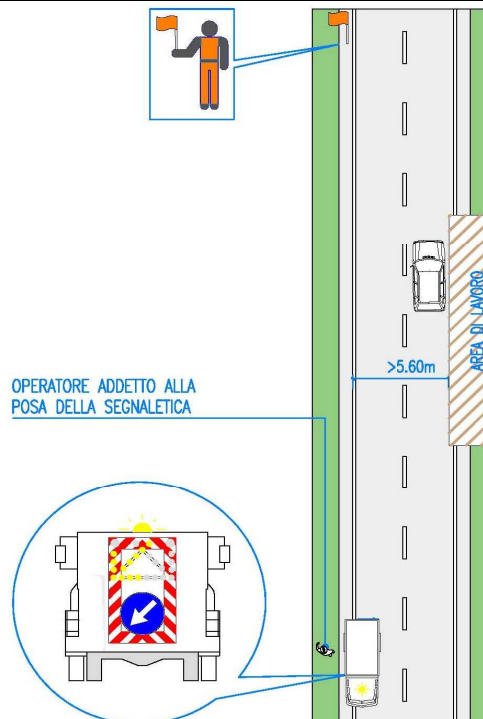 >5.60m
AREA DI LAVORO
OPERATORE ADDETTO ALLA
POSA DELLA SEGNALETICA